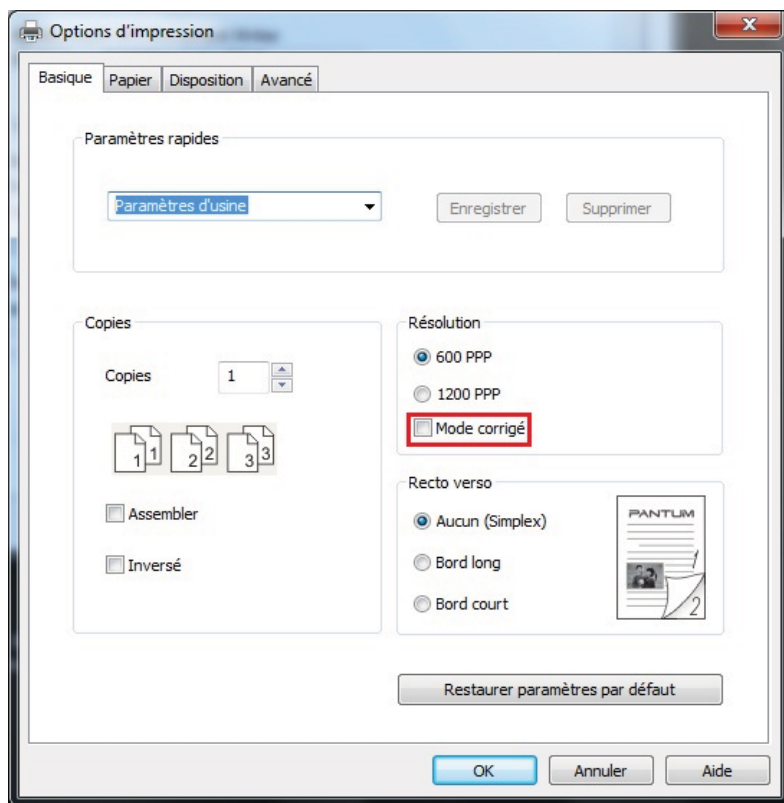 Options d'impression
Basique Papier Disposition Avancé
Paramètres rapides
Paramètres d'usine Enregistrer Supprimer
Copies
Copies 1
1 1 2 2 3 3
Assembler
Inversé
Résolution
600 PPP
1200 PPP
Mode corrigé
Recto verso
Aucun (Simplex)
Bord long
Bord court
PANTUM
1
2
Restaurer paramètres par défaut
OK Annuler Aide